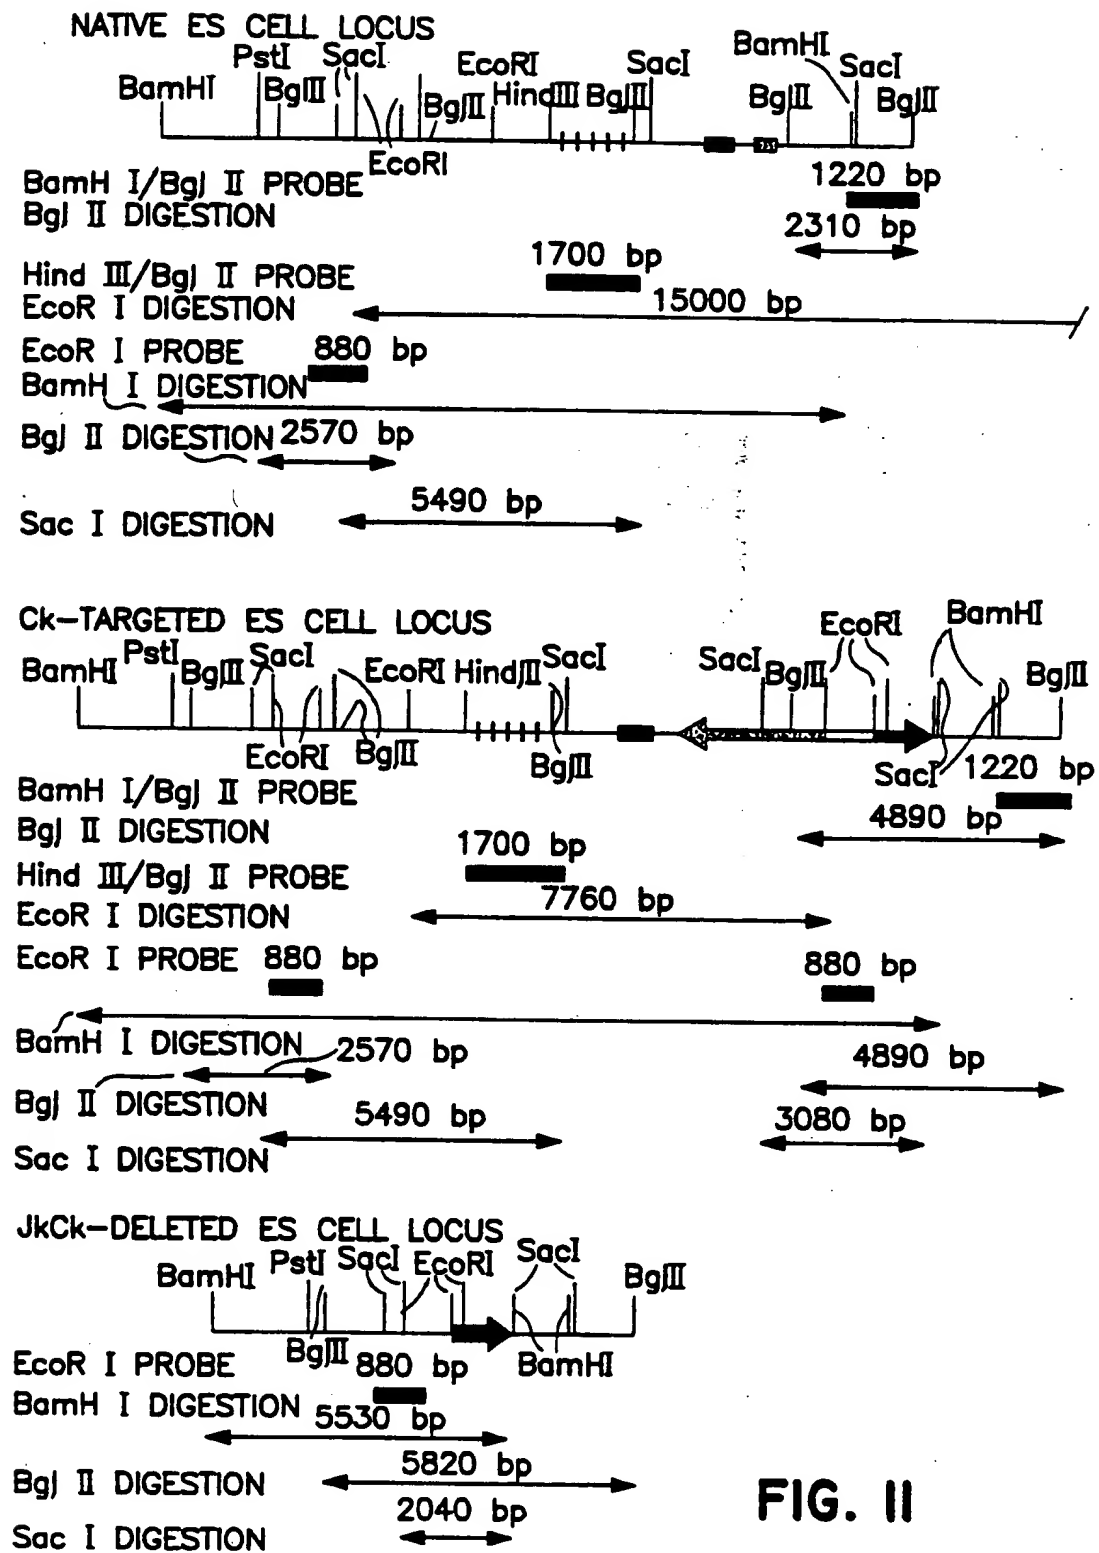 NATIVE ES CELL LOCUS
BamHI PstI BglII SacI EcoRI BglII EcoRI HindIII BglII SacI BglII BamHI SacI BglII
BamH I/Bgl II PROBE 1220 bp
Bgl II DIGESTION 2310 bp
Hind III/Bgl II PROBE 1700 bp
EcoR I DIGESTION 15000 bp
EcoR I PROBE 880 bp
BamH I DIGESTION
Bgl II DIGESTION 2570 bp
Sac I DIGESTION 5490 bp
Ck-TARGETED ES CELL LOCUS
BamHI PstI BglII SacI EcoRI BglII EcoRI HindIII SacI BglII SacI BglII EcoRI BamHI SacI BglII
BamH I/Bgl II PROBE 1220 bp
Bgl II DIGESTION 4890 bp
Hind III/Bgl II PROBE 1700 bp
EcoR I DIGESTION 7760 bp
EcoR I PROBE 880 bp 880 bp
BamH I DIGESTION
Bgl II DIGESTION 2570 bp 4890 bp
Sac I DIGESTION 5490 bp 3080 bp
JkCk-DELETED ES CELL LOCUS
BamHI PstI BglII SacI EcoRI SacI BamHI BglII
EcoR I PROBE 880 bp
BamH I DIGESTION 5530 bp
Bgl II DIGESTION 5820 bp
Sac I DIGESTION 2040 bp
FIG. 11